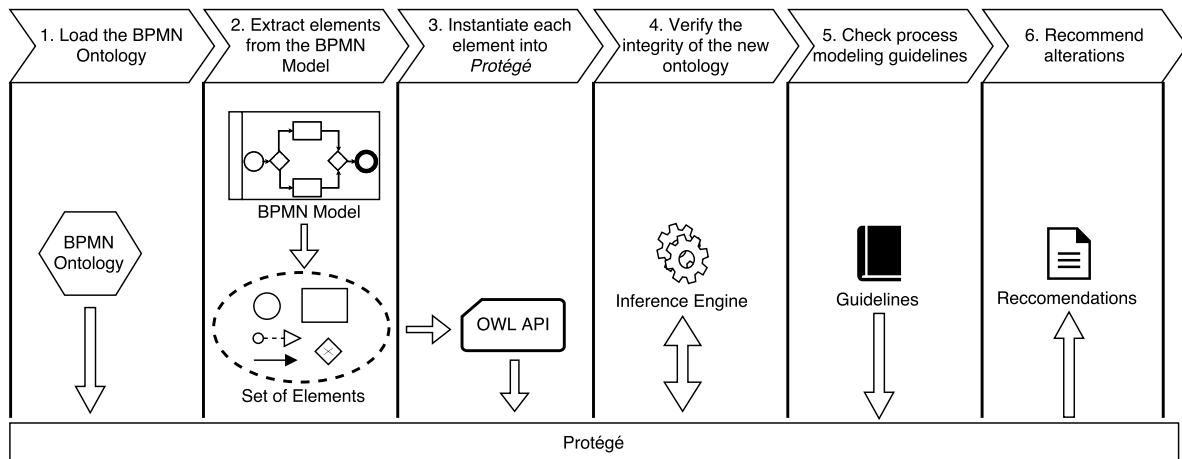 1. Load the BPMN
Ontology
2. Extract elements
from the BPMN
Model
3. Instantiate each
element into
Protégé
4. Verify the
integrity of the new
ontology
5. Check process
modeling guidelines
6. Recommend
alterations
BPMN Model
BPMN
Ontology
Set of Elements
OWL API
Inference Engine
Guidelines
Reccomendations
Protégé